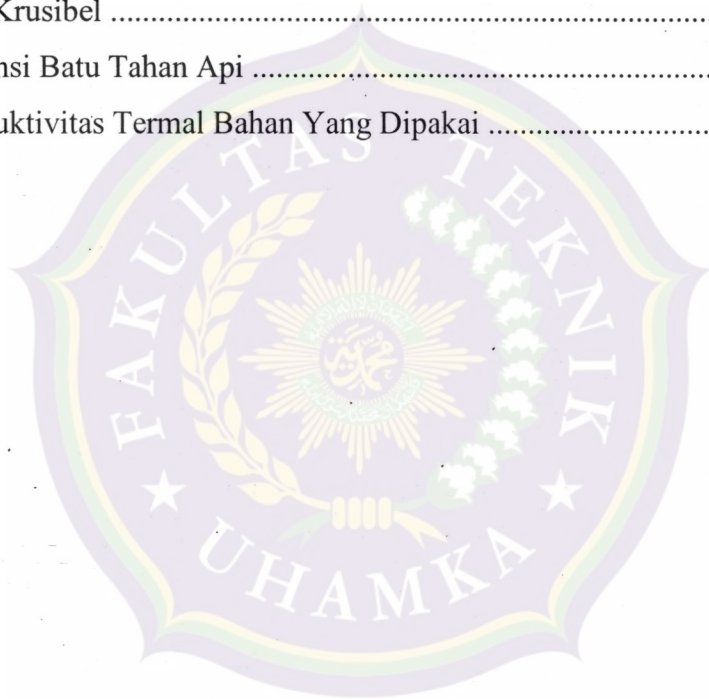 Krusibel ................................................................................
nsi Batu Tahan Api ............................................................
uktivitas Termal Bahan Yang Dipakai ............................
FAKULTAS TEKNIK
UHAMKA